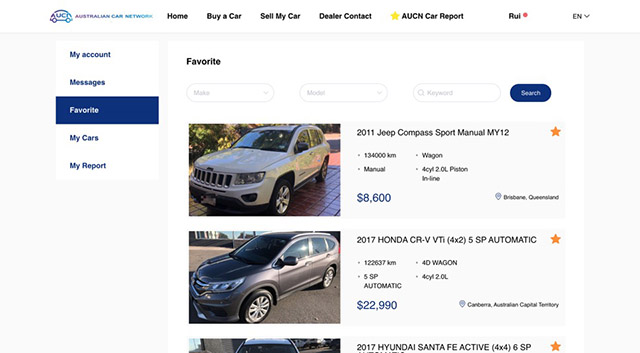 AUCN AUSTRALIAN CAR NETWORK
Home
Buy a Car
Sell My Car
Dealer Contact
AUCN Car Report
Rui
EN
My account
Messages
Favorite
My Cars
My Report
Favorite
Make
Model
Keyword
Search
2011 Jeep Compass Sport Manual MY12
134000 km
Wagon
Manual
4cyl 2.0L Piston
In-line
$8,600
Brisbane, Queensland
2017 HONDA CR-V VTi (4x2) 5 SP AUTOMATIC
122637 km
4D WAGON
5 SP
AUTOMATIC
4cyl 2.0L
$22,990
Canberra, Australian Capital Territory
2017 HYUNDAI SANTA FE ACTIVE (4x4) 6 SP
AUTOMATIC